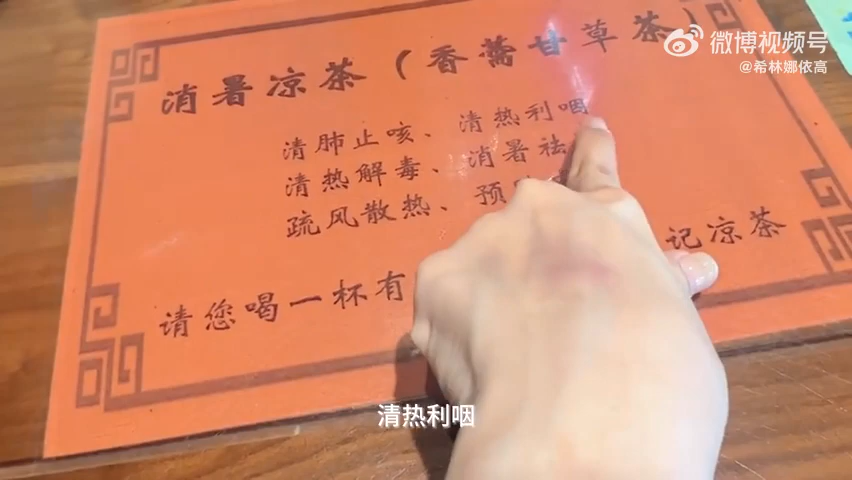 微博视频号
@希林娜依高
消暑凉茶（香薷甘草茶）
清肺止咳、清热利咽
清热解毒、消暑祛
疏风散热、预
请您喝一杯有 记凉茶
清热利咽